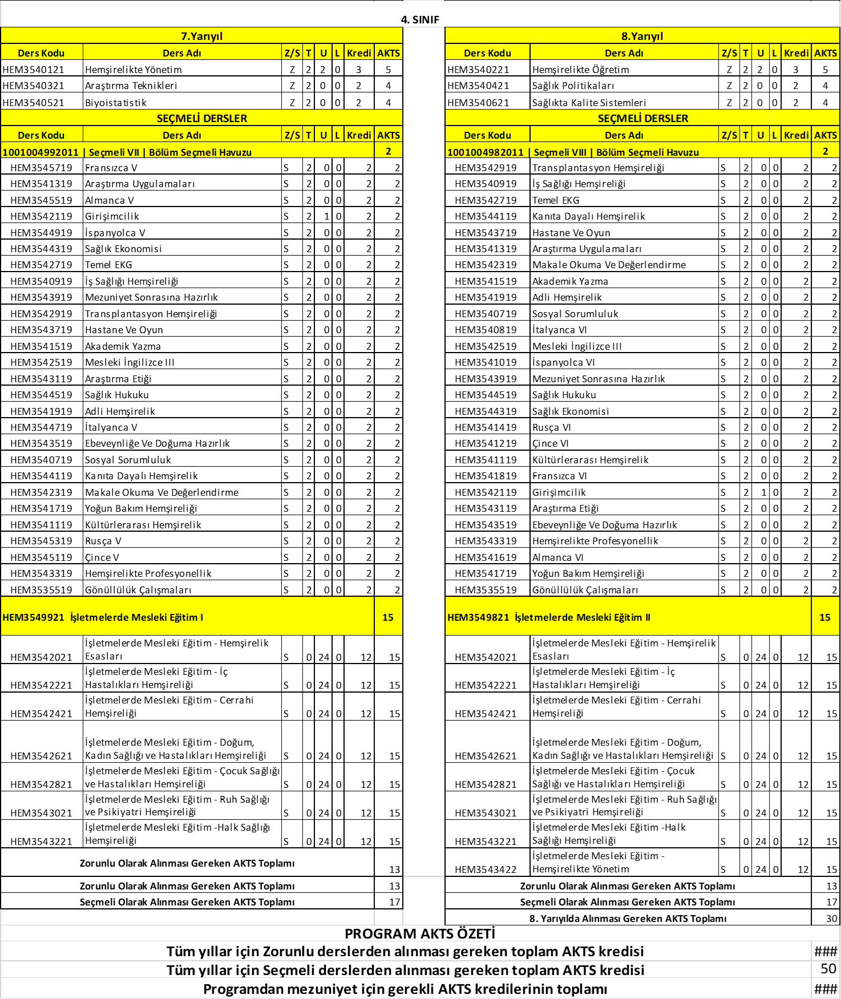 4. SINIF
7.Yarıyıl
Ders Kodu Ders Adı Z/S T U L Kredi AKTS
HEM3540121 Hemşirelikte Yönetim Z 2 2 0 3 5
HEM3540321 Araştırma Teknikleri Z 2 0 0 2 4
HEM3540521 Biyoistatistik Z 2 0 0 2 4
SEÇMELİ DERSLER
Ders Kodu Ders Adı Z/S T U L Kredi AKTS
1001004992011 | Seçmeli VII | Bölüm Seçmeli Havuzu 2
HEM3545719 Fransızca V S 2 0 0 2 2
HEM3541319 Araştırma Uygulamaları S 2 0 0 2 2
HEM3545519 Almanca V S 2 0 0 2 2
HEM3542119 Girişimcilik S 2 1 0 2 2
HEM3544919 İspanyolca V S 2 0 0 2 2
HEM3544319 Sağlık Ekonomisi S 2 0 0 2 2
HEM3542719 Temel EKG S 2 0 0 2 2
HEM3540919 İş Sağlığı Hemşireliği S 2 0 0 2 2
HEM3543919 Mezuniyet Sonrasına Hazırlık S 2 0 0 2 2
HEM3542919 Transplantasyon Hemşireliği S 2 0 0 2 2
HEM3543719 Hastane Ve Oyun S 2 0 0 2 2
HEM3541519 Akademik Yazma S 2 0 0 2 2
HEM3542519 Mesleki İngilizce III S 2 0 0 2 2
HEM3543119 Araştırma Etiği S 2 0 0 2 2
HEM3544519 Sağlık Hukuku S 2 0 0 2 2
HEM3541919 Adli Hemşirelik S 2 0 0 2 2
HEM3544719 İtalyanca V S 2 0 0 2 2
HEM3543519 Ebeveynliğe Ve Doğuma Hazırlık S 2 0 0 2 2
HEM3540719 Sosyal Sorumluluk S 2 0 0 2 2
HEM3544119 Kanıta Dayalı Hemşirelik S 2 0 0 2 2
HEM3542319 Makale Okuma Ve Değerlendirme S 2 0 0 2 2
HEM3541719 Yoğun Bakım Hemşireliği S 2 0 0 2 2
HEM3541119 Kültürlerarası Hemşirelik S 2 0 0 2 2
HEM3545319 Rusça V S 2 0 0 2 2
HEM3545119 Çince V S 2 0 0 2 2
HEM3543319 Hemşirelikte Profesyonellik S 2 0 0 2 2
HEM3535519 Gönüllülük Çalışmaları S 2 0 0 2 2
HEM3549921 İşletmelerde Mesleki Eğitim I 15
İşletmelerde Mesleki Eğitim - Hemşirelik
HEM3542021 Esasları S 0 24 0 12 15
İşletmelerde Mesleki Eğitim - İç
HEM3542221 Hastalıkları Hemşireliği S 0 24 0 12 15
İşletmelerde Mesleki Eğitim - Cerrahi
HEM3542421 Hemşireliği S 0 24 0 12 15
İşletmelerde Mesleki Eğitim - Doğum,
HEM3542621 Kadın Sağlığı ve Hastalıkları Hemşireliği S 0 24 0 12 15
İşletmelerde Mesleki Eğitim - Çocuk Sağlığı
HEM3542821 ve Hastalıkları Hemşireliği S 0 24 0 12 15
İşletmelerde Mesleki Eğitim - Ruh Sağlığı
HEM3543021 ve Psikiyatri Hemşireliği S 0 24 0 12 15
İşletmelerde Mesleki Eğitim -Halk Sağlığı
HEM3543221 Hemşireliği S 0 24 0 12 15
Zorunlu Olarak Alınması Gereken AKTS Toplamı 13
Zorunlu Olarak Alınması Gereken AKTS Toplamı 13
Seçmeli Olarak Alınması Gereken AKTS Toplamı 17
8.Yarıyıl
Ders Kodu Ders Adı Z/S T U L Kredi AKTS
HEM3540221 Hemşirelikte Öğretim Z 2 2 0 3 5
HEM3540421 Sağlık Politikaları Z 2 0 0 2 4
HEM3540621 Sağlıkta Kalite Sistemleri Z 2 0 0 2 4
SEÇMELİ DERSLER
Ders Kodu Ders Adı Z/S T U L Kredi AKTS
1001004982011 | Seçmeli VIII | Bölüm Seçmeli Havuzu 2
HEM3542919 Transplantasyon Hemşireliği S 2 0 0 2 2
HEM3540919 İş Sağlığı Hemşireliği S 2 0 0 2 2
HEM3542719 Temel EKG S 2 0 0 2 2
HEM3544119 Kanıta Dayalı Hemşirelik S 2 0 0 2 2
HEM3543719 Hastane Ve Oyun S 2 0 0 2 2
HEM3541319 Araştırma Uygulamaları S 2 0 0 2 2
HEM3542319 Makale Okuma Ve Değerlendirme S 2 0 0 2 2
HEM3541519 Akademik Yazma S 2 0 0 2 2
HEM3541919 Adli Hemşirelik S 2 0 0 2 2
HEM3540719 Sosyal Sorumluluk S 2 0 0 2 2
HEM3540819 İtalyanca VI S 2 0 0 2 2
HEM3542519 Mesleki İngilizce III S 2 0 0 2 2
HEM3541019 İspanyolca VI S 2 0 0 2 2
HEM3543919 Mezuniyet Sonrasına Hazırlık S 2 0 0 2 2
HEM3544519 Sağlık Hukuku S 2 0 0 2 2
HEM3544319 Sağlık Ekonomisi S 2 0 0 2 2
HEM3541419 Rusça VI S 2 0 0 2 2
HEM3541219 Çince VI S 2 0 0 2 2
HEM3541119 Kültürlerarası Hemşirelik S 2 0 0 2 2
HEM3541819 Fransızca VI S 2 0 0 2 2
HEM3542119 Girişimcilik S 2 1 0 2 2
HEM3543119 Araştırma Etiği S 2 0 0 2 2
HEM3543519 Ebeveynliğe Ve Doğuma Hazırlık S 2 0 0 2 2
HEM3543319 Hemşirelikte Profesyonellik S 2 0 0 2 2
HEM3541619 Almanca VI S 2 0 0 2 2
HEM3541719 Yoğun Bakım Hemşireliği S 2 0 0 2 2
HEM3535519 Gönüllülük Çalışmaları S 2 0 0 2 2
HEM3549821 İşletmelerde Mesleki Eğitim II 15
İşletmelerde Mesleki Eğitim - Hemşirelik
HEM3542021 Esasları S 0 24 0 12 15
İşletmelerde Mesleki Eğitim - İç
HEM3542221 Hastalıkları Hemşireliği S 0 24 0 12 15
İşletmelerde Mesleki Eğitim - Cerrahi
HEM3542421 Hemşireliği S 0 24 0 12 15
İşletmelerde Mesleki Eğitim - Doğum,
HEM3542621 Kadın Sağlığı ve Hastalıkları Hemşireliği S 0 24 0 12 15
İşletmelerde Mesleki Eğitim - Çocuk
HEM3542821 Sağlığı ve Hastalıkları Hemşireliği S 0 24 0 12 15
İşletmelerde Mesleki Eğitim - Ruh Sağlığı
HEM3543021 ve Psikiyatri Hemşireliği S 0 24 0 12 15
İşletmelerde Mesleki Eğitim -Halk
HEM3543221 Sağlığı Hemşireliği S 0 24 0 12 15
İşletmelerde Mesleki Eğitim -
HEM3543422 Hemşirelikte Yönetim S 0 24 0 12 15
Zorunlu Olarak Alınması Gereken AKTS Toplamı 13
Seçmeli Olarak Alınması Gereken AKTS Toplamı 17
8. Yarıyılda Alınması Gereken AKTS Toplamı 30
PROGRAM AKTS ÖZETİ
Tüm yıllar için Zorunlu derslerden alınması gereken toplam AKTS kredisi ###
Tüm yıllar için Seçmeli derslerden alınması gereken toplam AKTS kredisi 50
Programdan mezuniyet için gerekli AKTS kredilerinin toplamı ###